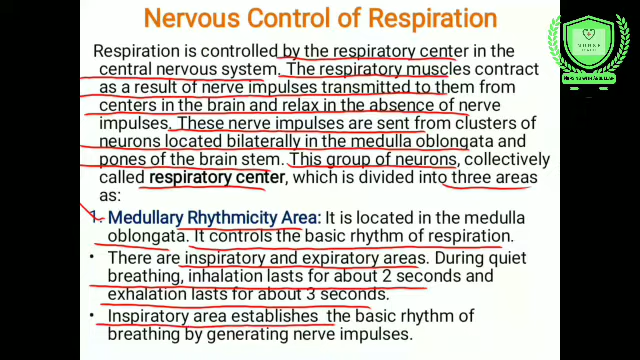 Nervous Control of Respiration
Respiration is controlled by the respiratory center in the
central nervous system. The respiratory muscles contract
as a result of nerve impulses transmitted to them from
centers in the brain and relax in the absence of nerve
impulses. These nerve impulses are sent from clusters of
neurons located bilaterally in the medulla oblongata and
pones of the brain stem. This group of neurons, collectively
called respiratory center, which is divided into three areas
as:
1. Medullary Rhythmicity Area: It is located in the medulla
oblongata. It controls the basic rhythm of respiration.
• There are inspiratory and expiratory areas. During quiet
breathing, inhalation lasts for about 2 seconds and
exhalation lasts for about 3 seconds.
• Inspiratory area establishes the basic rhythm of
breathing by generating nerve impulses.
NURSE